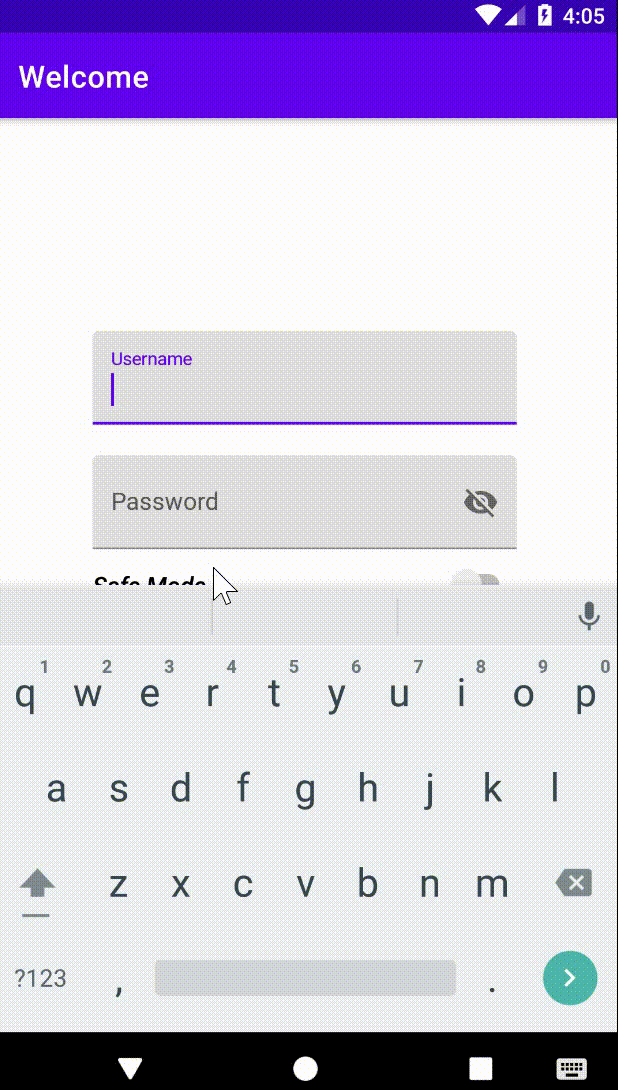 4:05
Welcome
Username
Password
Safe Mode
1 2 3 4 5 6 7 8 9 0
q w e r t y u i o p
a s d f g h j k l
z x c v b n m
?123 , .